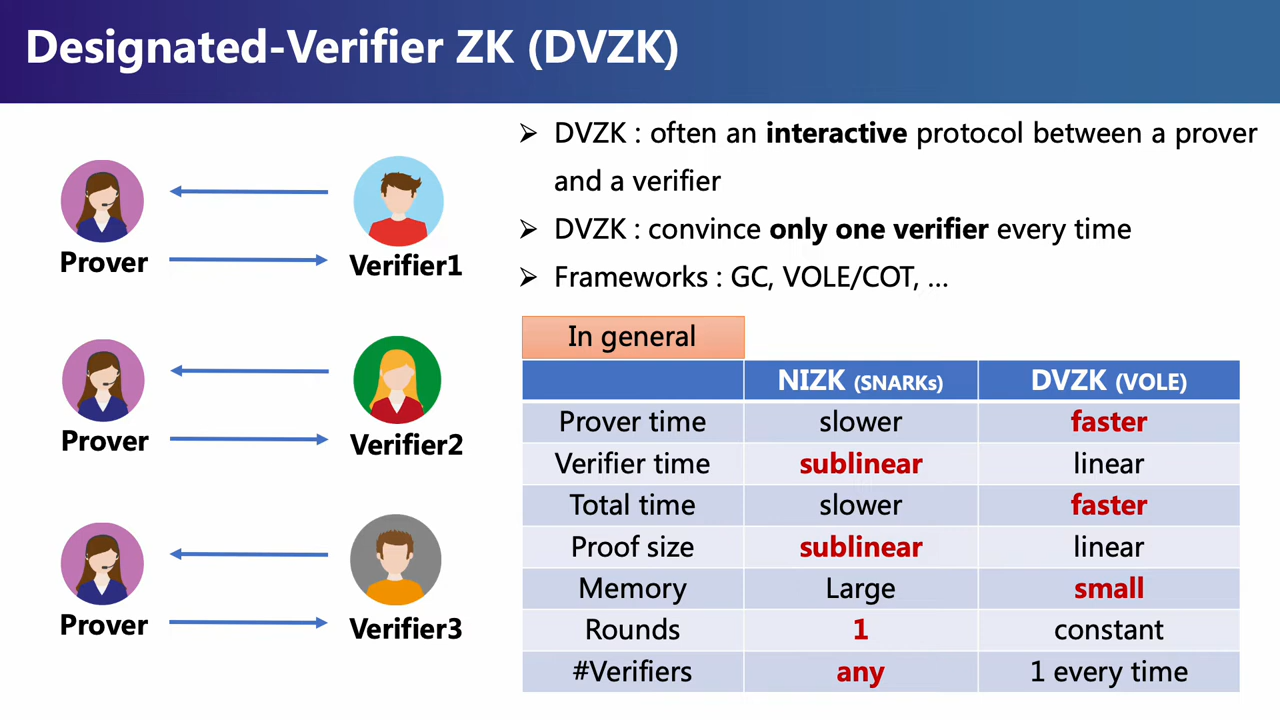 Designated-Verifier ZK (DVZK)
Prover
Verifier1
Prover
Verifier2
Prover
Verifier3
➢ DVZK : often an interactive protocol between a prover
and a verifier
➢ DVZK : convince only one verifier every time
➢ Frameworks : GC, VOLE/COT, ...
In general
NIZK (SNARKs) DVZK (VOLE)
Prover time slower faster
Verifier time sublinear linear
Total time slower faster
Proof size sublinear linear
Memory Large small
Rounds 1 constant
#Verifiers any 1 every time